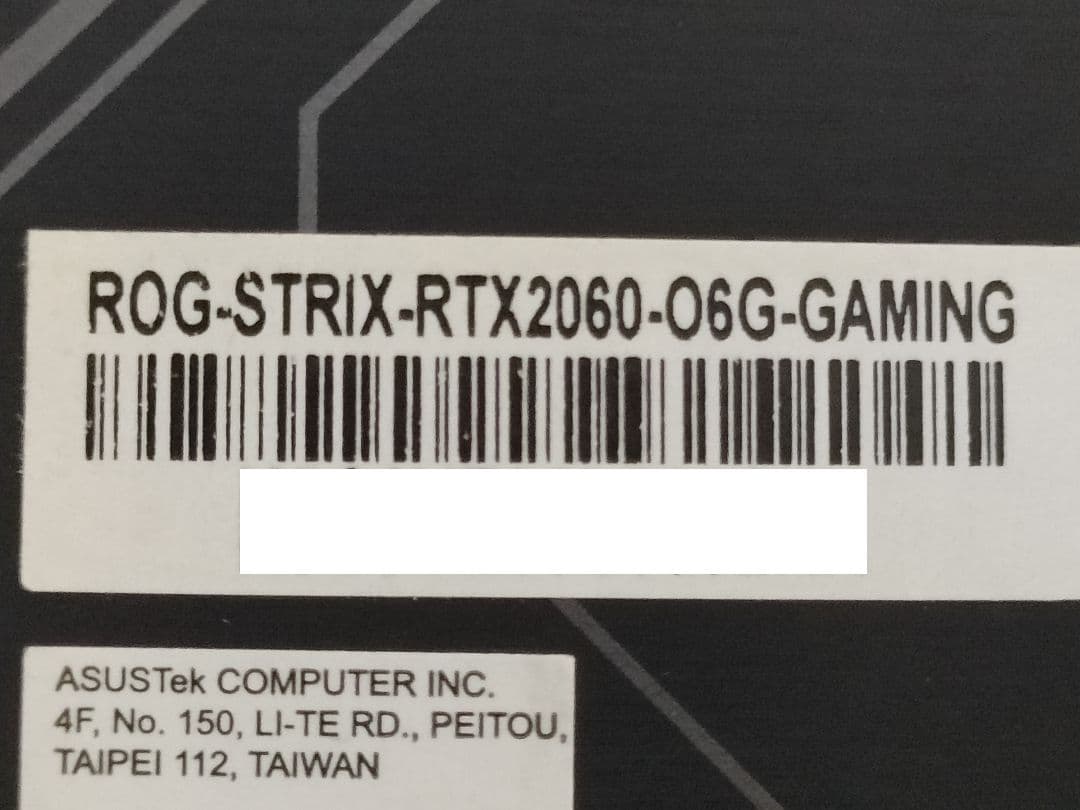 ROG-STRIX-RTX2060-O6G-GAMING
ASUSTek COMPUTER INC.
4F, No. 150, LI-TE RD., PEITOU,
TAIPEI 112, TAIWAN